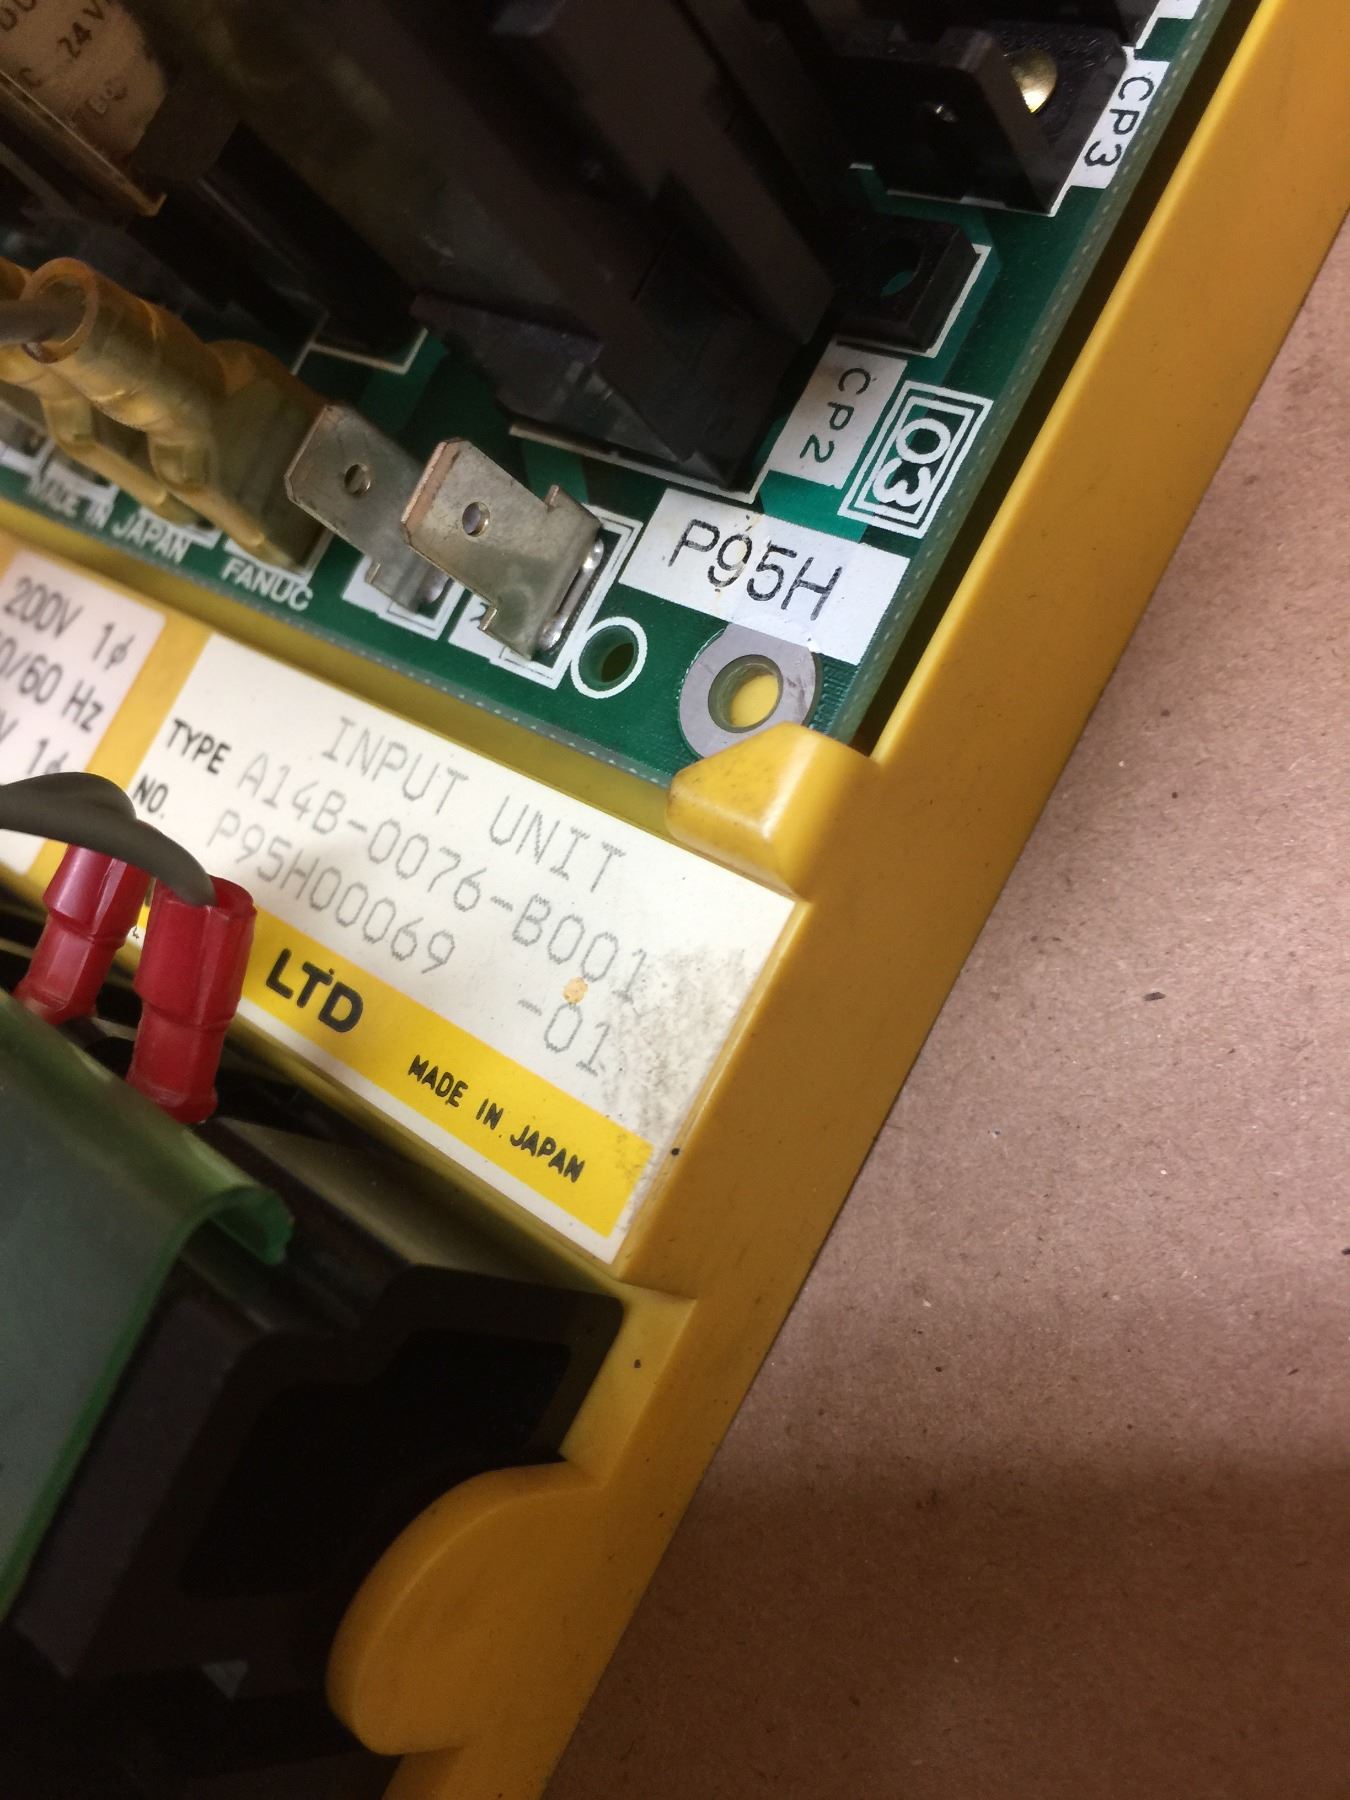 24V
CP3
CP2
03
P95H
MADE IN JAPAN
FANUC
200V 1φ
0/60 Hz
V 1φ
INPUT UNIT
TYPE A14B-0076-B001
NO. P95H00069 -01
LTD MADE IN JAPAN